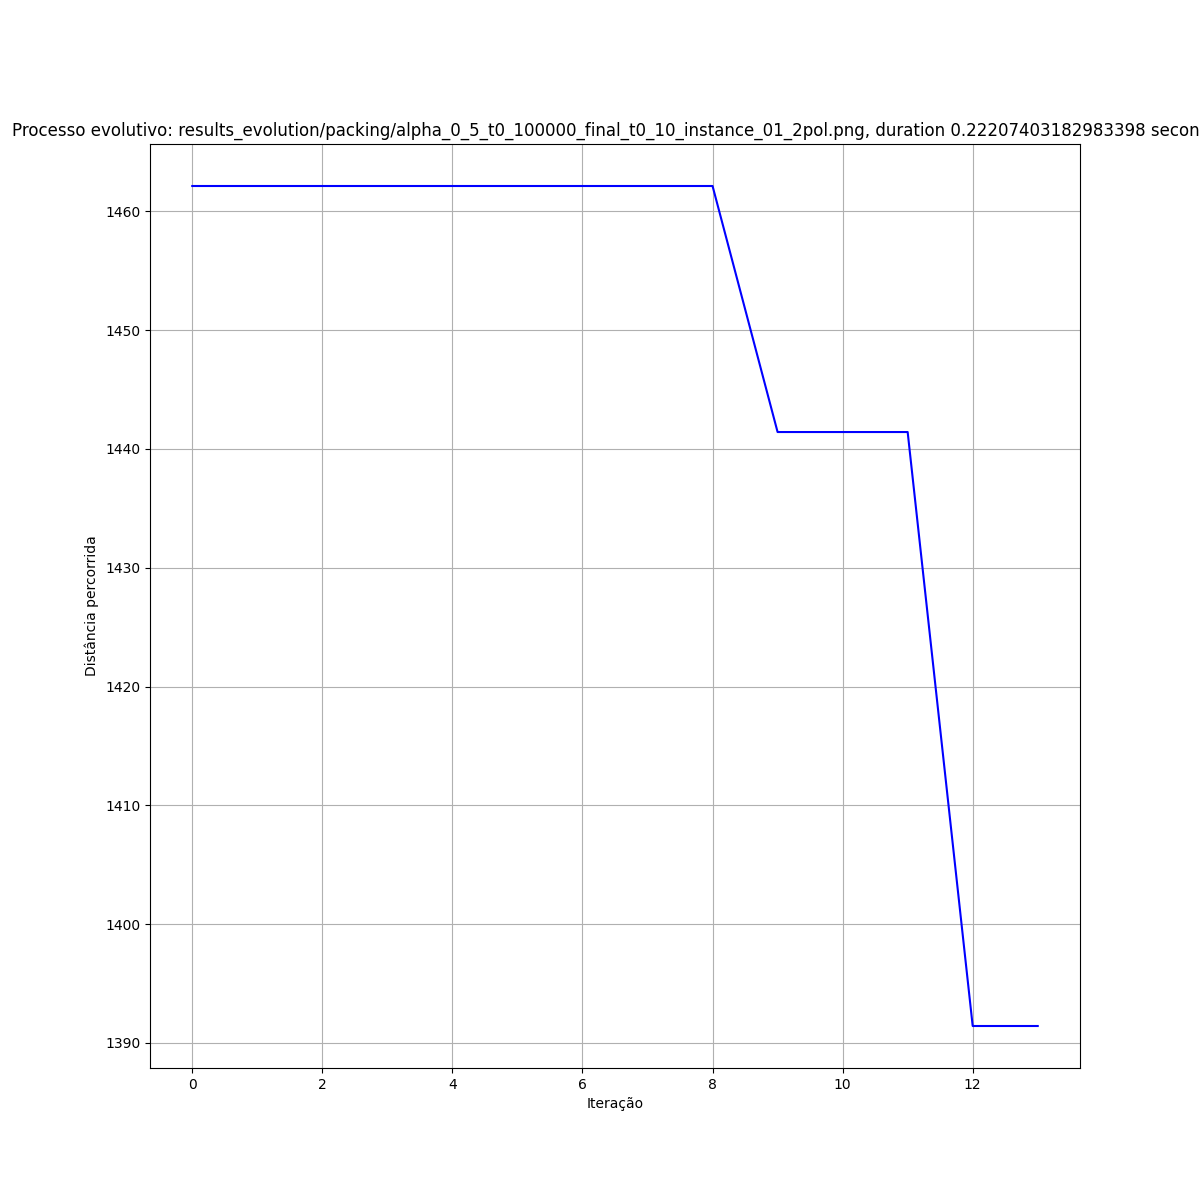 Processo evolutivo: results_evolution/packing/alpha_0_5_t0_100000_final_t0_10_instance_01_2pol.png, duration 0.22207403182983398 secon
1460
1450
1440
1430
1420
1410
1400
1390
Distância percorrida
0 2 4 6 8 10 12
Iteração